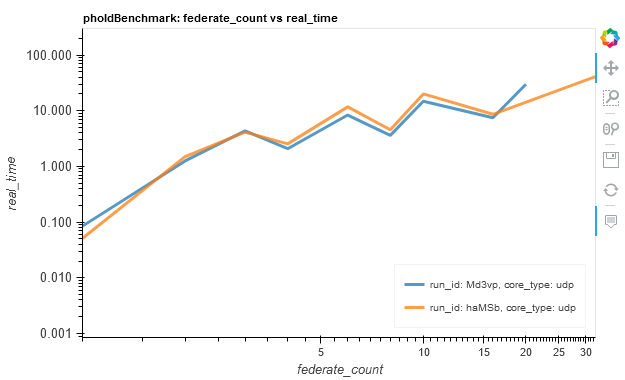 pholdBenchmark: federate_count vs real_time
100.000
10.000
1.000
0.100
0.010
0.001
real_time
run_id: Md3vp, core_type: udp
run_id: haMSb, core_type: udp
5
10
15
20
25
30
federate_count